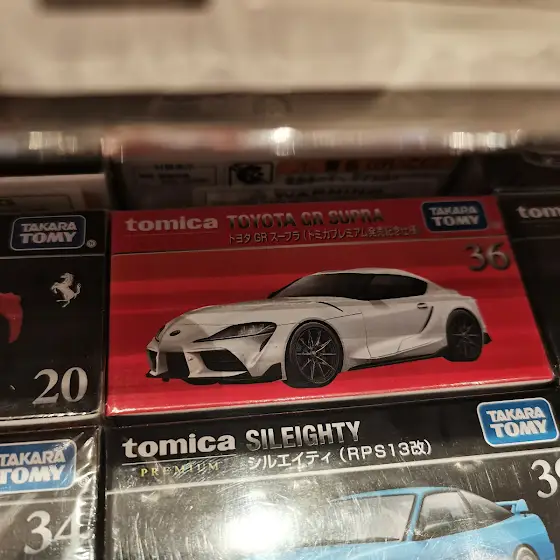 TAKARA
TOMY
20
tomica TOYOTA GR SUPRA
トヨタ GR スープラ（トミカプレミアム発売記念仕様
TAKARA
TOMY
36
tom
TAKARA
TOMY
34
tomica SILEIGHTY
PREMIUM シルエイティ（RPS13改）
TAKARA
TOMY